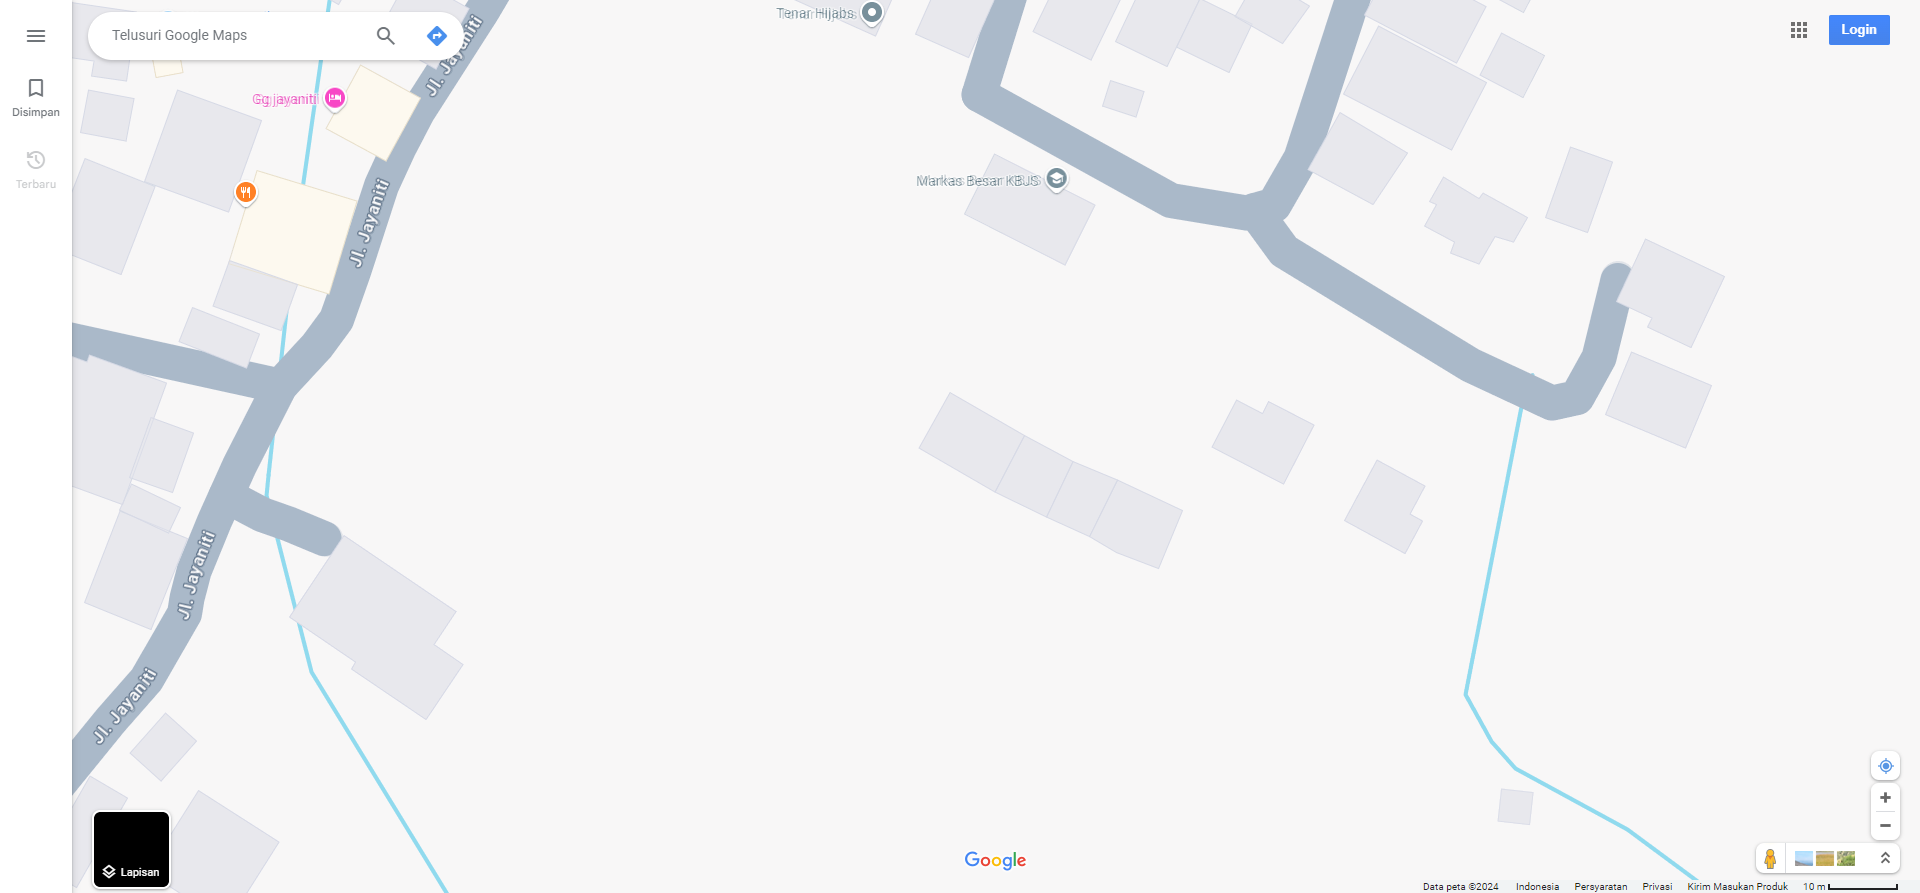 Telusuri Google Maps
Disimpan
Terbaru
Login
Tenar Hijabs
Gg jayaniti
Markas Besar KBUS
Jl. Jayaniti
Jl. Jayaniti
Jl. Jayaniti
Jl. Jayaniti
Lapisan
Google
Data peta ©2024
Indonesia
Persyaratan
Privasi
Kirim Masukan Produk
10 m